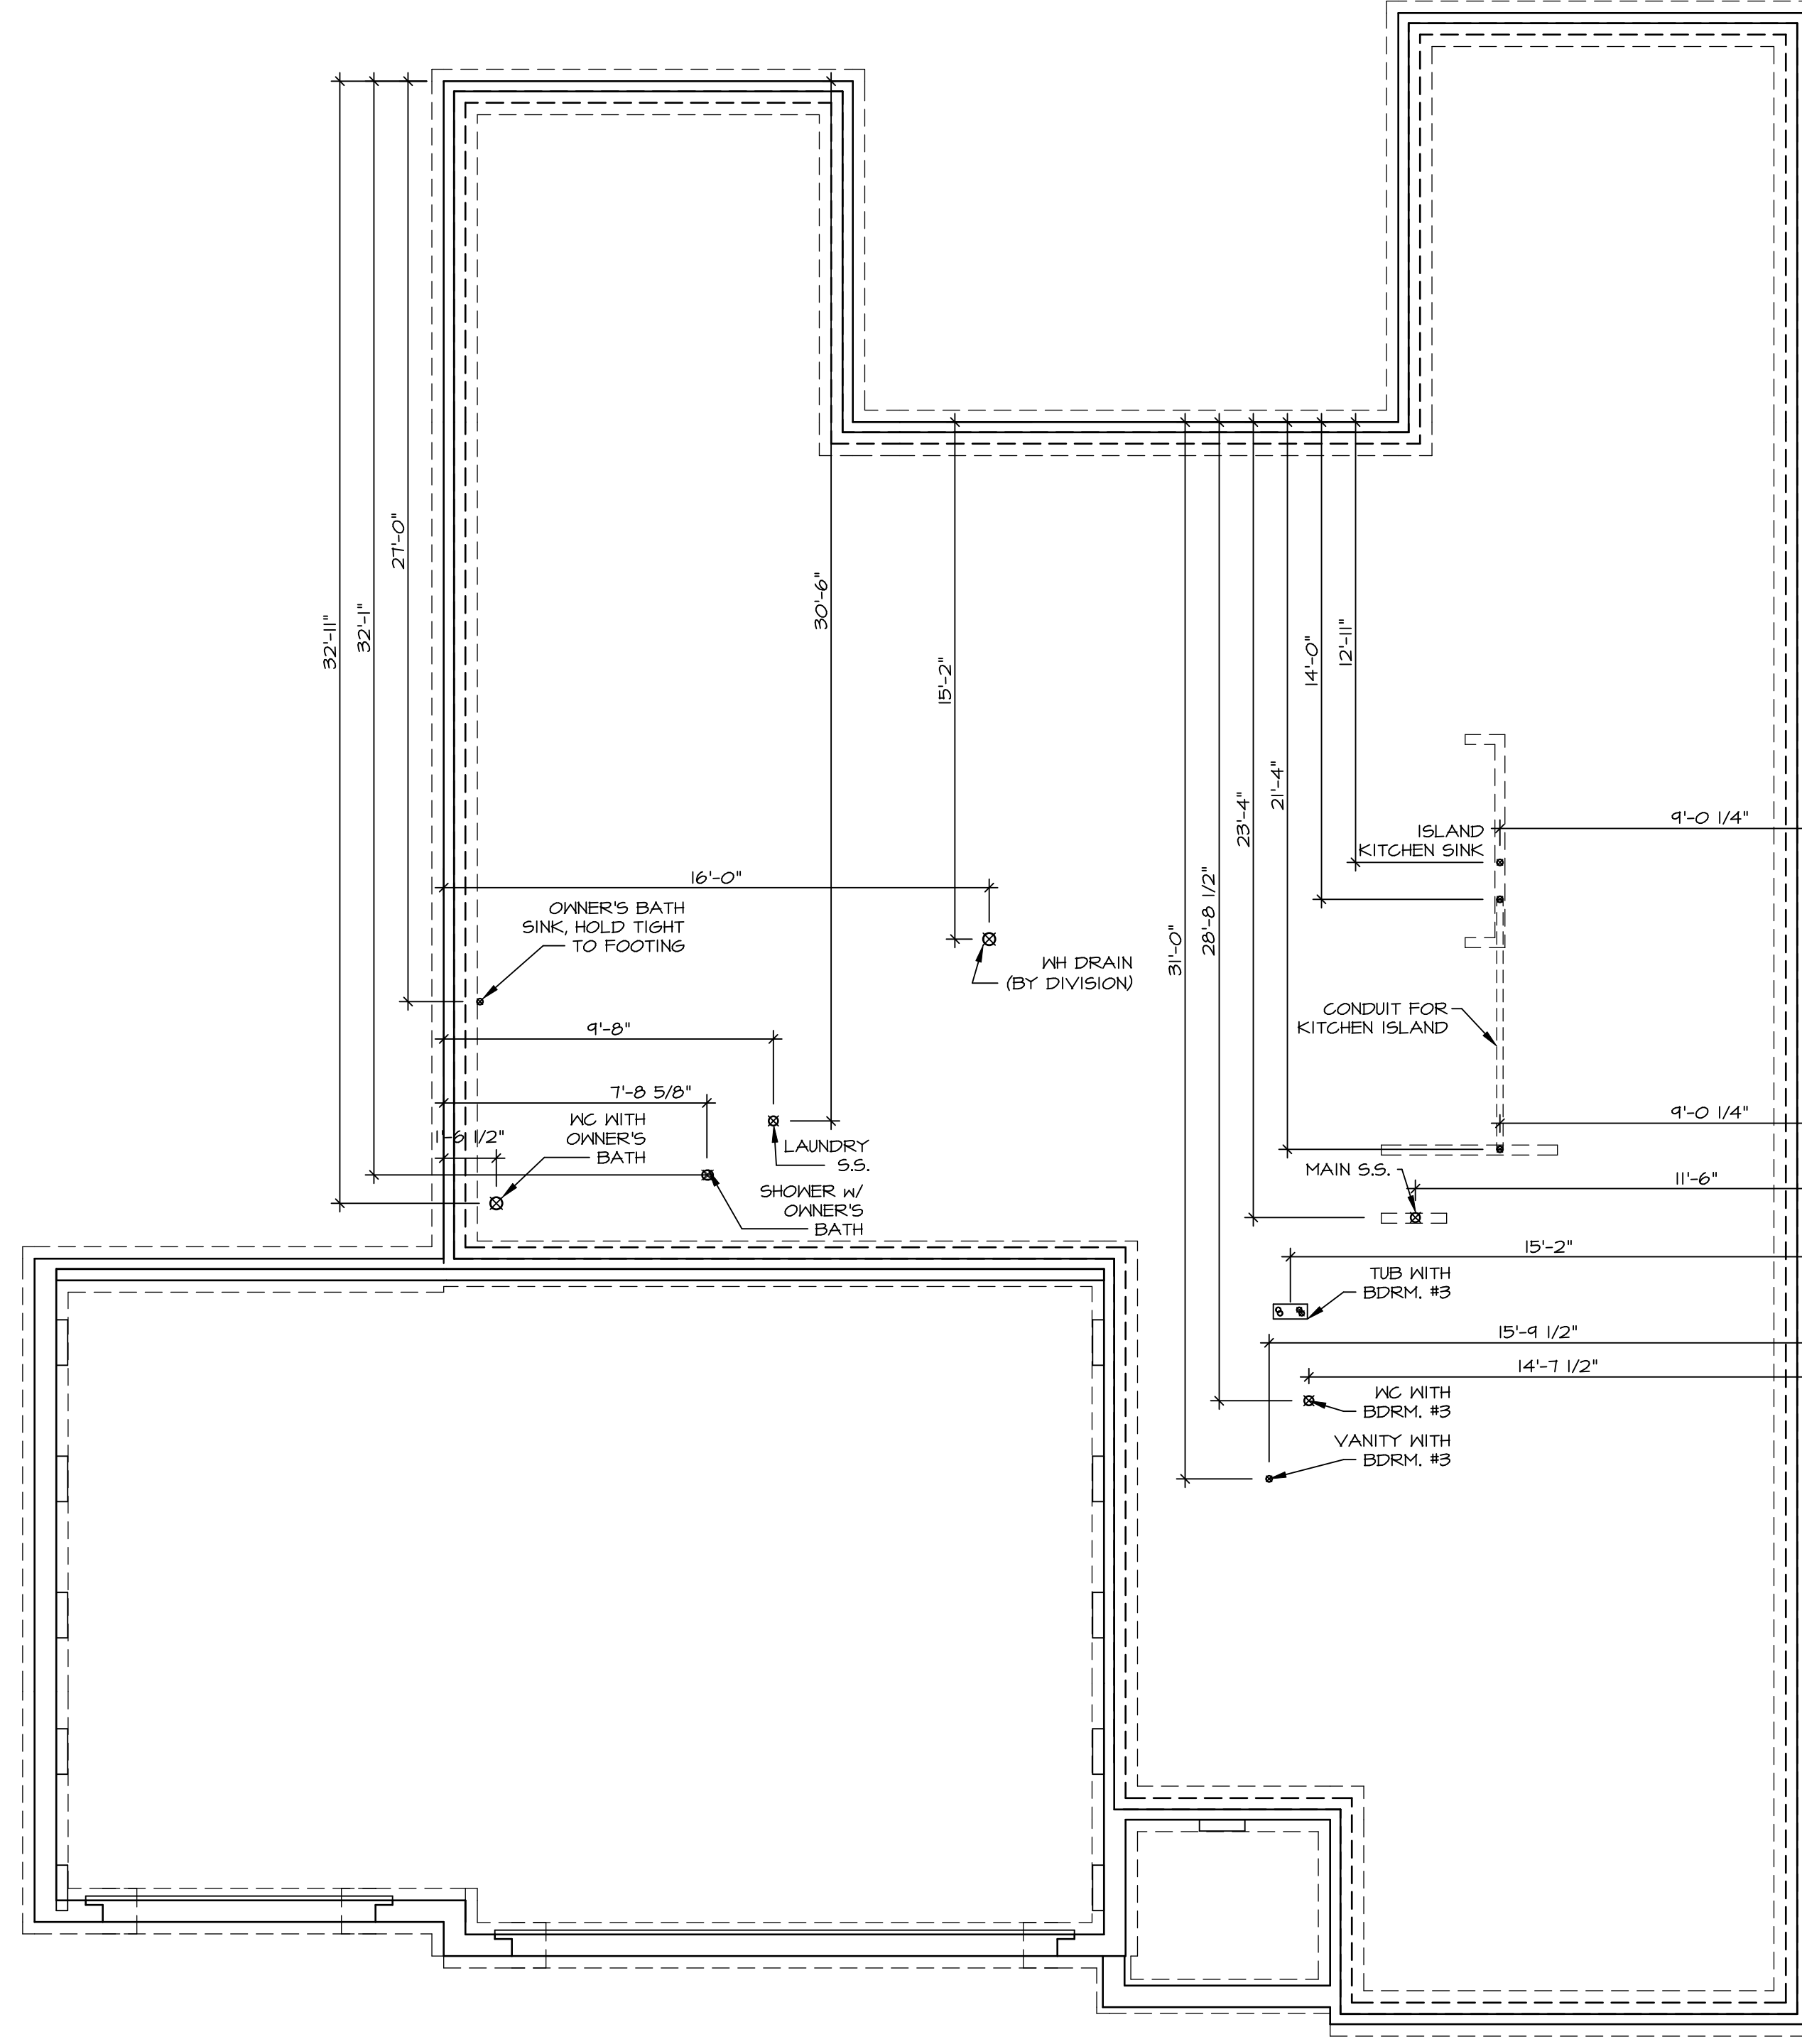 27'-0"
32'-11"
32'-1"
30'-6"
15'-2"
14'-0"
12'-11"
21'-4"
23'-4"
9'-0 1/4"
ISLAND
KITCHEN SINK
16'-0"
28'-8 1/2"
31'-0"
OWNER'S BATH
SINK, HOLD TIGHT
TO FOOTING
WH DRAIN
(BY DIVISION)
CONDUIT FOR
KITCHEN ISLAND
9'-8"
7'-8 5/8"
1'-6 1/2"
WC WITH
OWNER'S
BATH
LAUNDRY
S.S.
SHOWER W/
OWNER'S
BATH
9'-0 1/4"
MAIN S.S.
11'-6"
15'-2"
TUB WITH
BDRM. #3
15'-9 1/2"
14'-7 1/2"
WC WITH
BDRM. #3
VANITY WITH
BDRM. #3